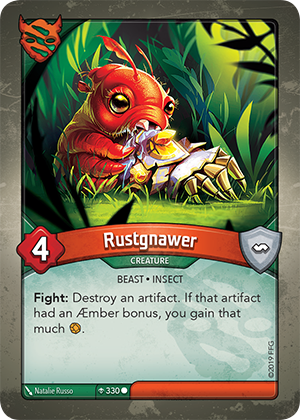 Rustgnawer
4
CREATURE
BEAST • INSECT
Fight: Destroy an artifact. If that artifact
had an Æmber bonus, you gain that
much .
Natalie Russo
330
©2019 FFG